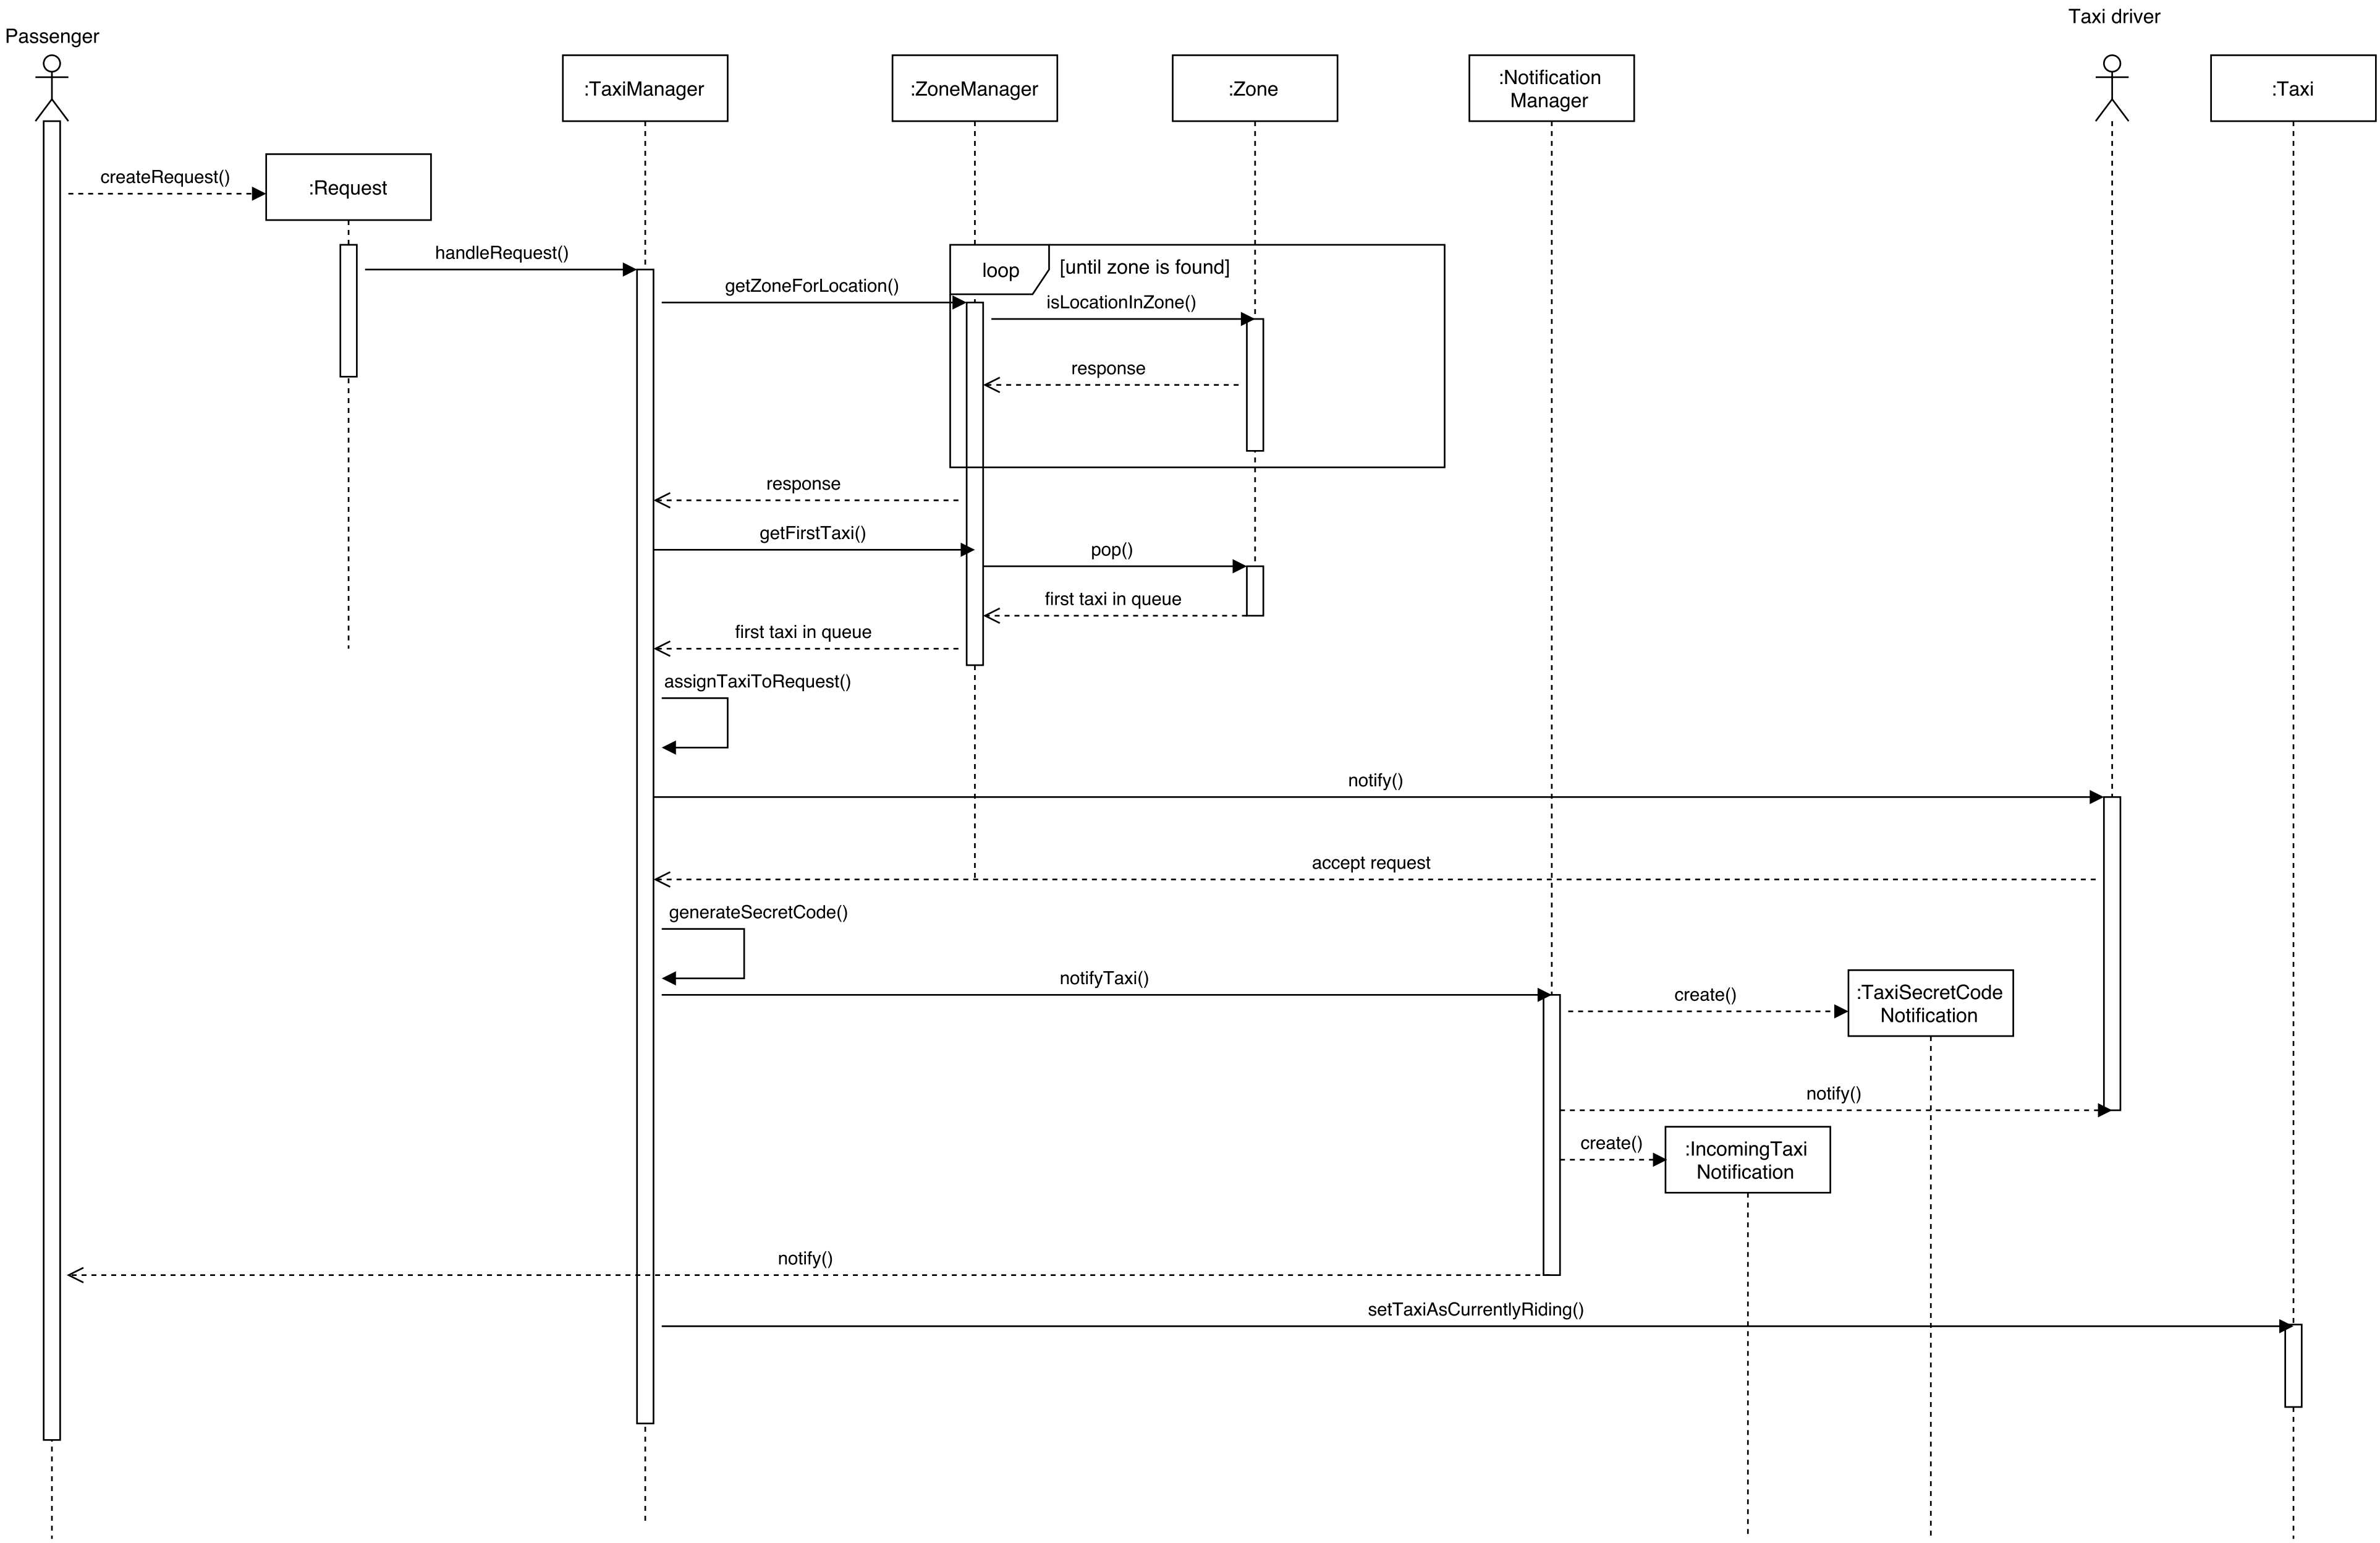 Taxi driver
Passenger
:TaxiManager
:ZoneManager
:Zone
:Notification
Manager
:Taxi
createRequest()
:Request
handleRequest()
loop
[until zone is found]
getZoneForLocation()
isLocationInZone()
response
response
getFirstTaxi()
pop()
first taxi in queue
first taxi in queue
assignTaxiToRequest()
notify()
accept request
generateSecretCode()
notifyTaxi()
create()
:TaxiSecretCode
Notification
notify()
create()
:IncomingTaxi
Notification
notify()
setTaxiAsCurrentlyRiding()